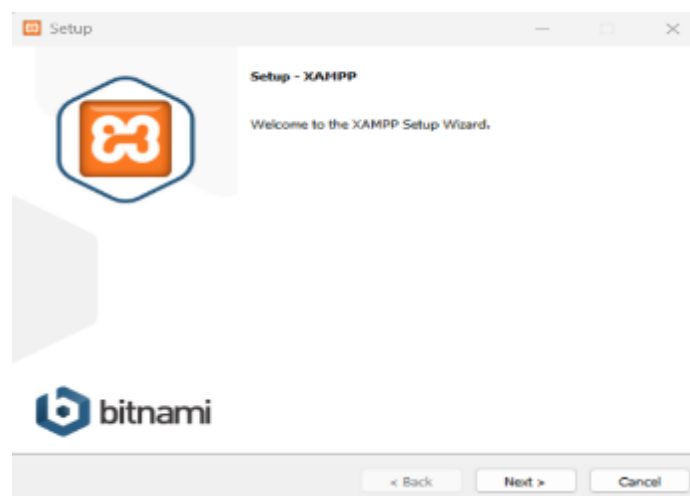 Setup
Setup - XAMPP
Welcome to the XAMPP Setup Wizard.
bitnami
< Back
Next >
Cancel